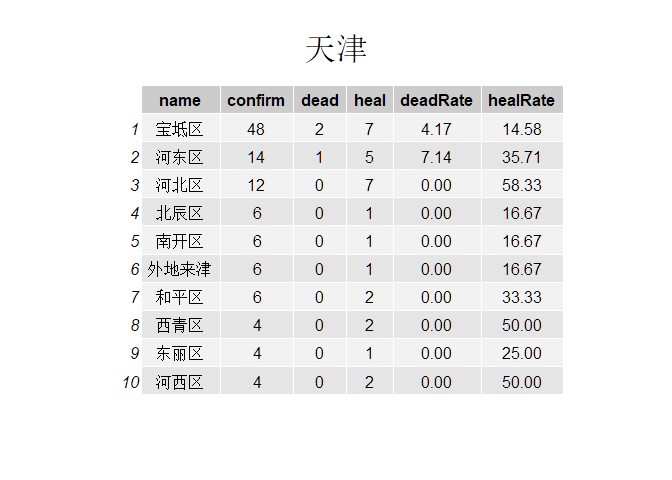 天津
name confirm dead heal deadRate healRate
1 宝坻区 48 2 7 4.17 14.58
2 河东区 14 1 5 7.14 35.71
3 河北区 12 0 7 0.00 58.33
4 北辰区 6 0 1 0.00 16.67
5 南开区 6 0 1 0.00 16.67
6 外地来津 6 0 1 0.00 16.67
7 和平区 6 0 2 0.00 33.33
8 西青区 4 0 2 0.00 50.00
9 东丽区 4 0 1 0.00 25.00
10 河西区 4 0 2 0.00 50.00